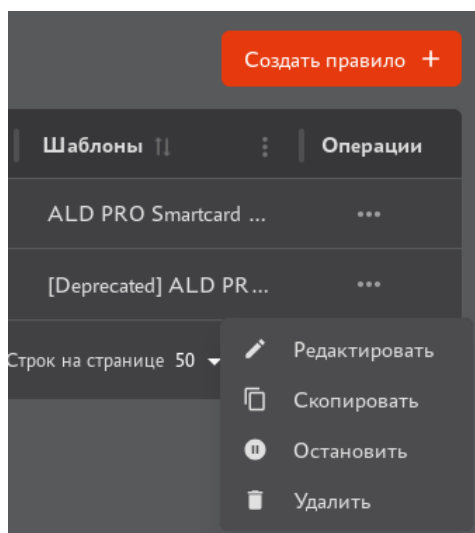 Создать правило +
Шаблоны Операции
ALD PRO Smartcard ...
[Deprecated] ALD PR...
Строк на странице 50
Редактировать
Скопировать
Остановить
Удалить